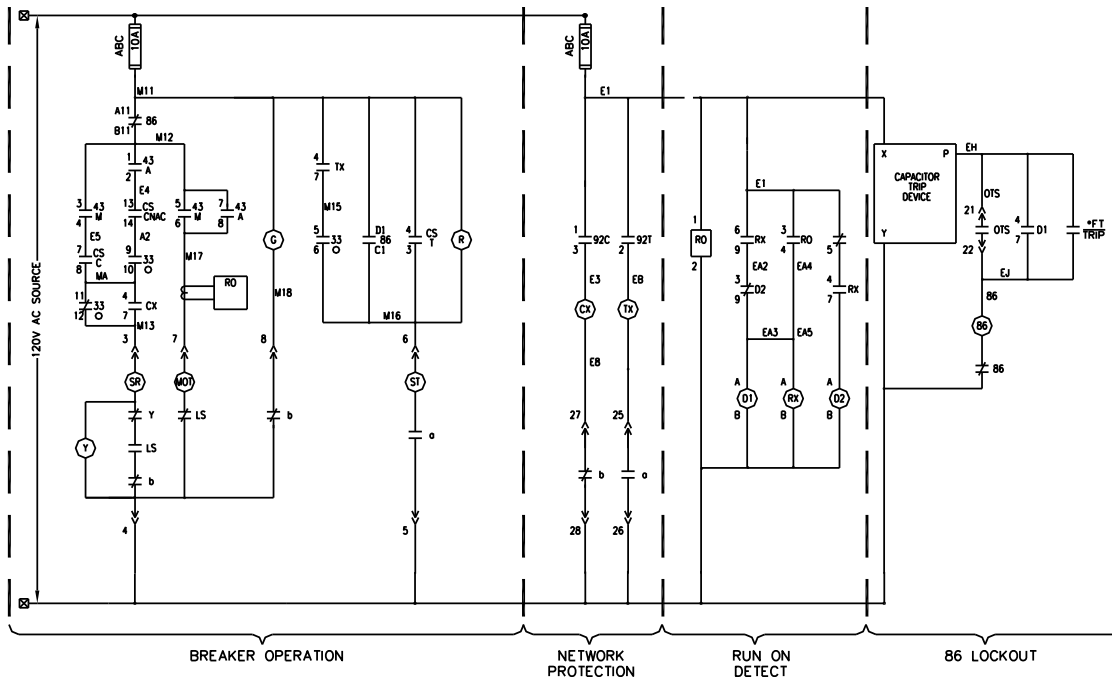 120V AC SOURCE
ABC
10A
M11
A11
86
B11
M12
1
43
A
2
E4
3
43
M
4
13
CS
CNAC
14
5
43
M
6
7
43
A
8
E5
A2
7
CS
C
8
9
33
O
10
M17
MA
11
33
O
12
4
CX
7
M13
RO
G
M18
4
TX
7
M15
5
33
O
6
D1
86
C1
4
CS
T
3
R
M16
3
7
8
6
SR
MOT
ST
Y
Y
LS
LS
b
b
a
4
5
BREAKER OPERATION
ABC
10A
E1
1
92C
3
92T
2
E3
EB
CX
TX
E8
27
25
b
a
28
26
NETWORK
PROTECTION
1
RO
2
E1
6
RX
9
3
RO
4
5
EA2
EA4
3
D2
9
4
RX
7
EA3
EA5
A
D1
B
A
RX
B
A
D2
B
RUN ON
DETECT
X
P
CAPACITOR
TRIP
DEVICE
Y
EH
OTS
21
OTS
22
4
D1
7
*FT
TRIP
EJ
86
86
86
86 LOCKOUT